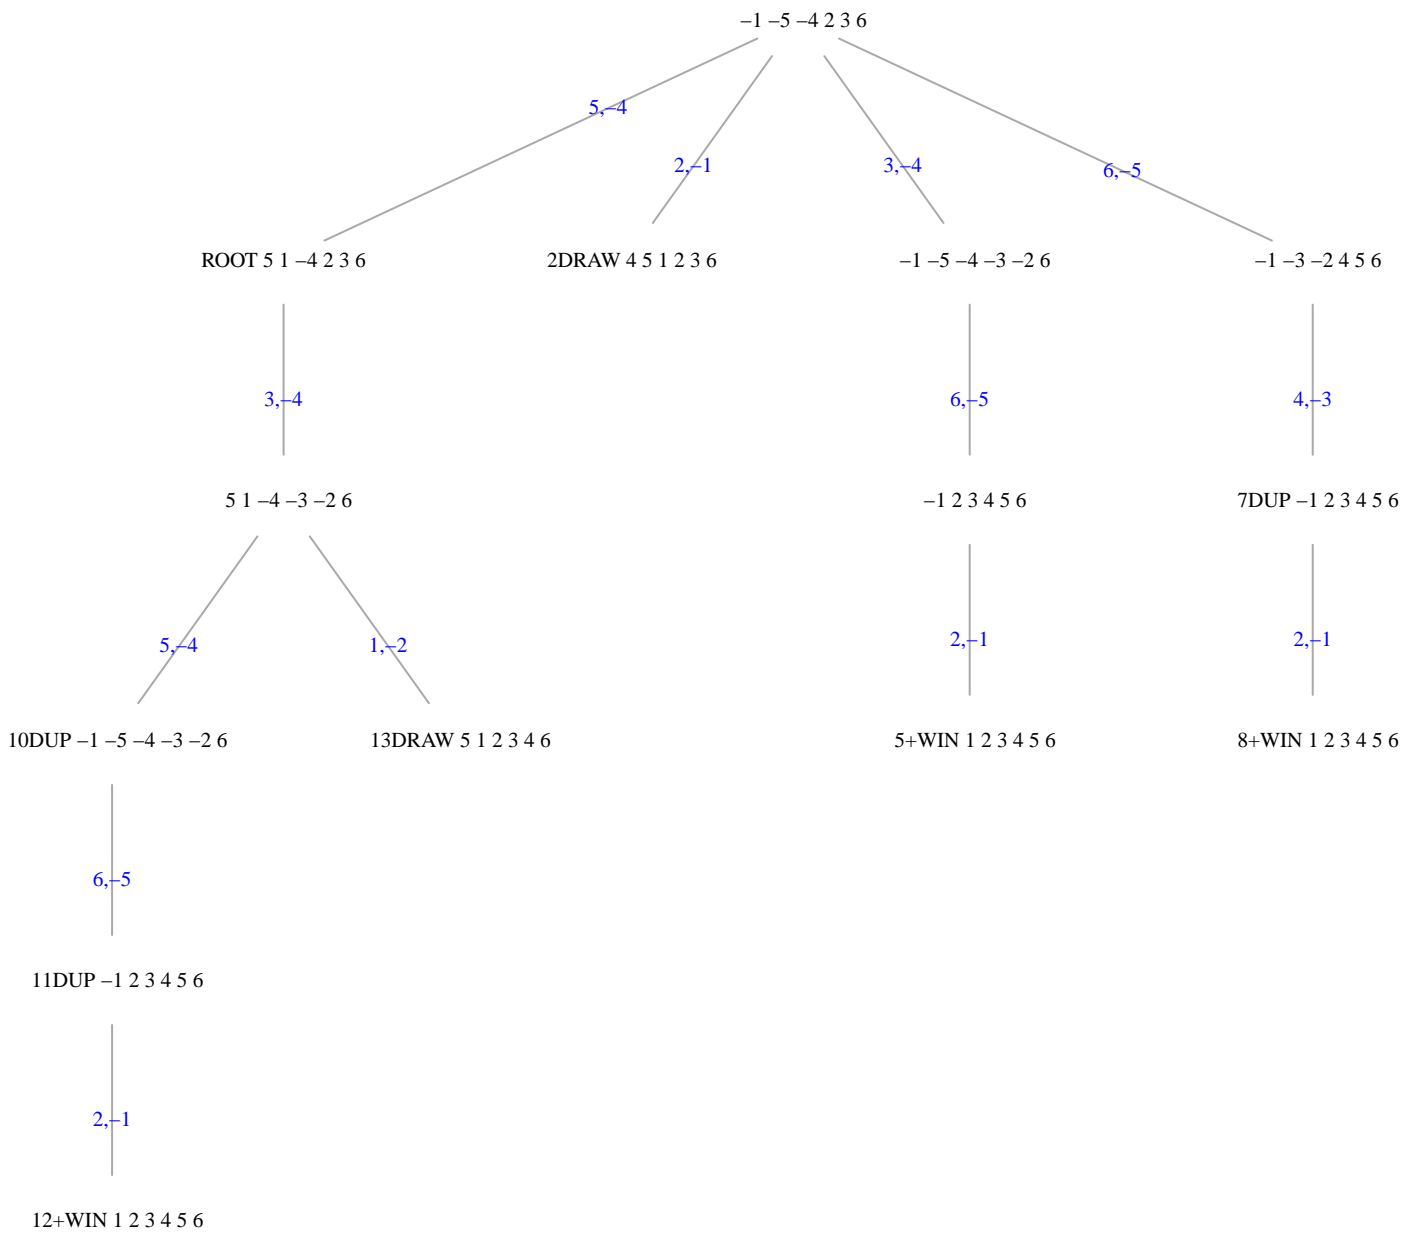 –1 –5 –4 2 3 6
5,–4
2,–1
3,–4
6,–5
ROOT 5 1 –4 2 3 6
2DRAW 4 5 1 2 3 6
–1 –5 –4 –3 –2 6
–1 –3 –2 4 5 6
3,–4
6,–5
4,–3
5 1 –4 –3 –2 6
–1 2 3 4 5 6
7DUP –1 2 3 4 5 6
5,–4
1,–2
2,–1
2,–1
10DUP –1 –5 –4 –3 –2 6
13DRAW 5 1 2 3 4 6
5+WIN 1 2 3 4 5 6
8+WIN 1 2 3 4 5 6
6,–5
11DUP –1 2 3 4 5 6
2,–1
12+WIN 1 2 3 4 5 6